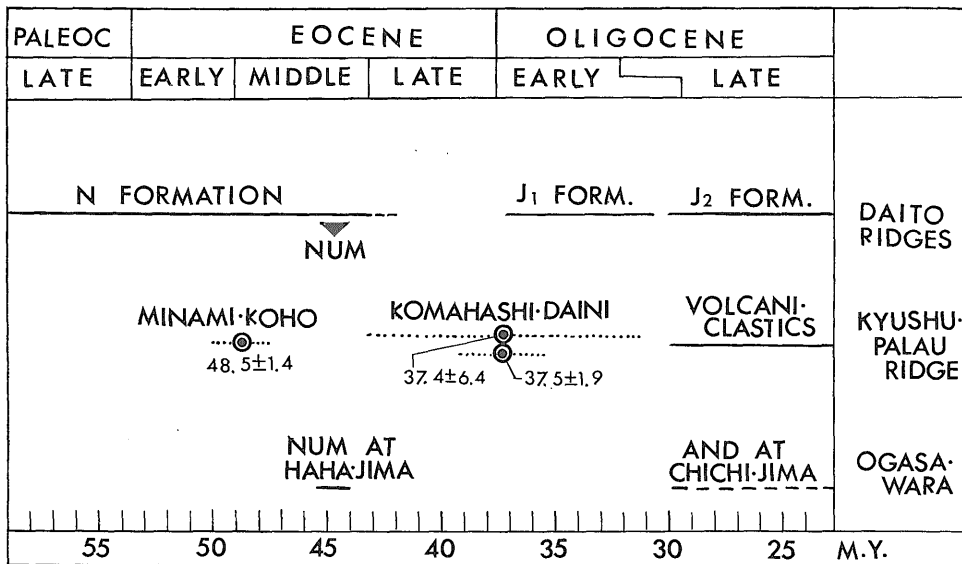 PALEOC EOCENE OLIGOCENE
LATE EARLY MIDDLE LATE EARLY LATE
N FORMATION J1 FORM. J2 FORM.
NUM
DAITO
RIDGES
MINAMI·KOHO
48.5±1.4
KOMAHASHI·DAINI
37.4±6.4 37.5±1.9
VOLCANI·
CLASTICS
KYUSHU·
PALAU
RIDGE
NUM AT
HAHA·JIMA
AND AT
CHICHI·JIMA
OGASA·
WARA
55 50 45 40 35 30 25 M.Y.